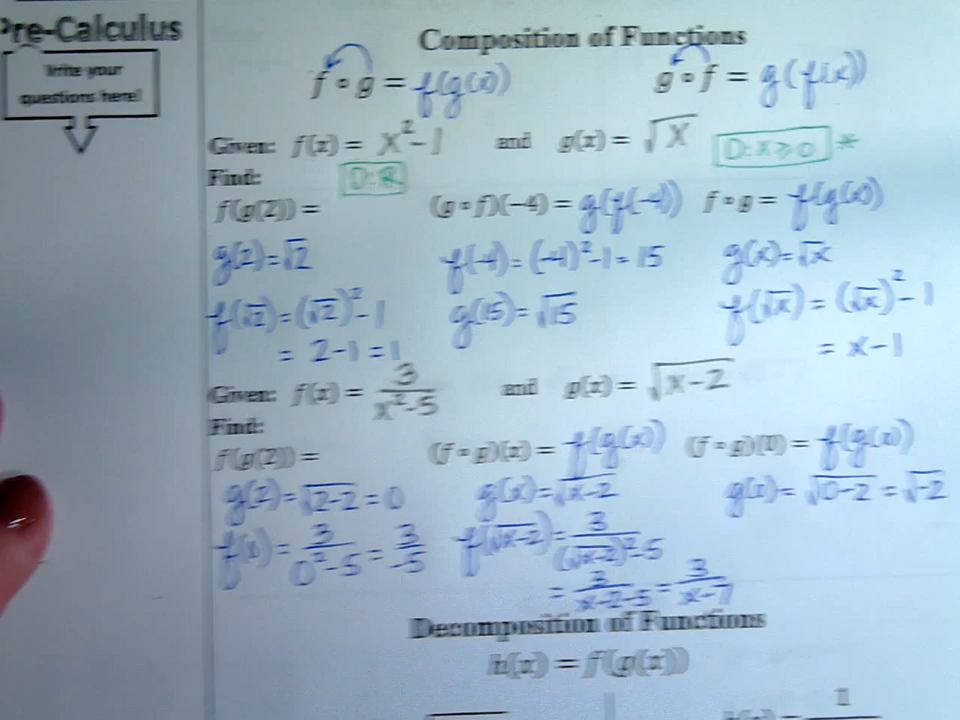 Pre-Calculus
Write your
questions here!
Composition of Functions
f ∘ g = f(g(x)) g ∘ f = g(f(x))
Given: f(x) = x² - 1 and g(x) = √x D: x ≥ 0 *
Find: D: ℝ
f(g(2)) = (g ∘ f)(−4) = g(f(-4)) f ∘ g = f(g(x))
g(2) = √2 f(-4) = (-4)² - 1 = 15 g(x) = √x
f(√2) = (√2)² - 1 g(15) = √15 f(√x) = (√x)² - 1
= 2 - 1 = 1 = x - 1
Given: f(x) = 3/(x² - 5) and g(x) = √(x - 2)
Find:
f(g(2)) = (f ∘ g)(x) = f(g(x)) (f ∘ g)(0) = f(g(0))
g(2) = √(2-2) = 0 g(x) = √(x-2) g(0) = √(0-2) = √-2
f(0) = 3/(0² - 5) = 3/-5 f(√(x-2)) = 3/((√(x-2))² - 5)
= 3/(x-2-5) = 3/(x-7)
Decomposition of Functions
h(x) = f(g(x))
1